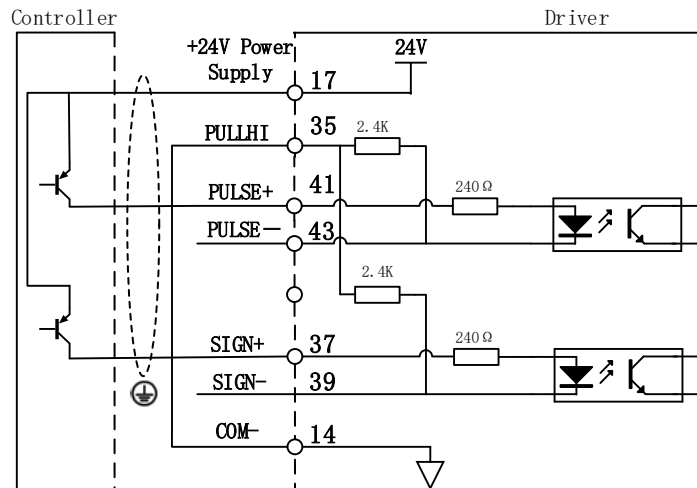 Controller
Driver
+24V Power
Supply
24V
17
PULLHI
35
2.4K
PULSE+
41
240Ω
PULSE-
43
2.4K
SIGN+
37
240Ω
SIGN-
39
COM-
14